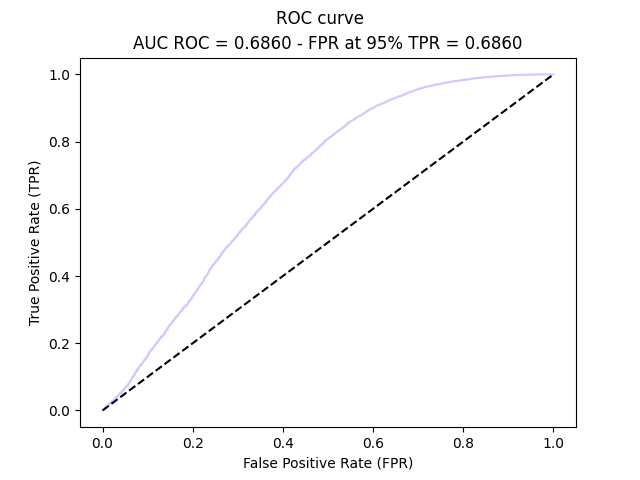 ROC curve
AUC ROC = 0.6860 - FPR at 95% TPR = 0.6860
True Positive Rate (TPR)
1.0
0.8
0.6
0.4
0.2
0.0
0.0 0.2 0.4 0.6 0.8 1.0
False Positive Rate (FPR)